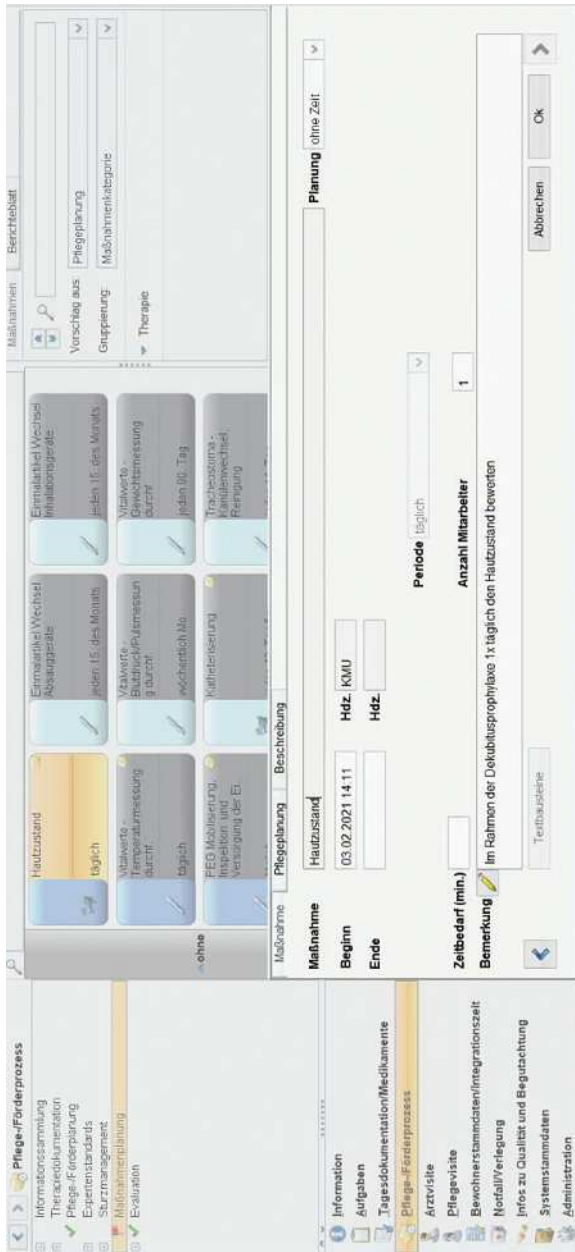 Pflege-/Förderprozess
Informationssammlung
Therapiedokumentation
Pflege-/Förderplanung
Expertenstandards
Sturzmanagement
Maßnahmenplanung
Evaluation
Information
Aufgaben
Tagesdokumentation/Medikamente
Pflege-/Förderprozess
Arztvisite
Pflegevisite
Bewohnerstammdaten/Integrationszeit
Notfall/Verlegung
Infos zu Qualität und Begutachtung
Systemstammdaten
Administration
ohne
Hautzustand
täglich
Einmalartikel Wechsel
Absauggeräte
jeden 15. des Monats
Einmalartikel Wechsel
Inhalationsgeräte
jeden 15. des Monats
Vitalwerte -
Temperaturmessung
durchf.
täglich
Vitalwerte -
Blutdruck/Pulsmessun
g durchf.
wöchentlich Mo
Vitalwerte -
Gewichtsmessung
durchf.
jeden 90. Tag
PEG Mobilisierung,
Inspektion und
Versorgung der Ei.
Katheterisierung
Tracheostoma -
Kanülenwechsel,
Reinigung
Maßnahmen
Berichteblatt
Vorschlag aus: Pflegeplanung
Gruppierung: Maßnahmenkategorie
Therapie
Maßnahme Pflegeplanung Beschreibung
Maßnahme Hautzustand Planung ohne Zeit
Beginn 03.02.2021 14:11 Hdz. KMU
Ende Hdz.
Periode täglich
Zeitbedarf (min.) Anzahl Mitarbeiter 1
Bemerkung Im Rahmon der Dekubitusprophylaxe 1x täglich den Hautzustand bewerten
Textbausteine Abbrechen Ok